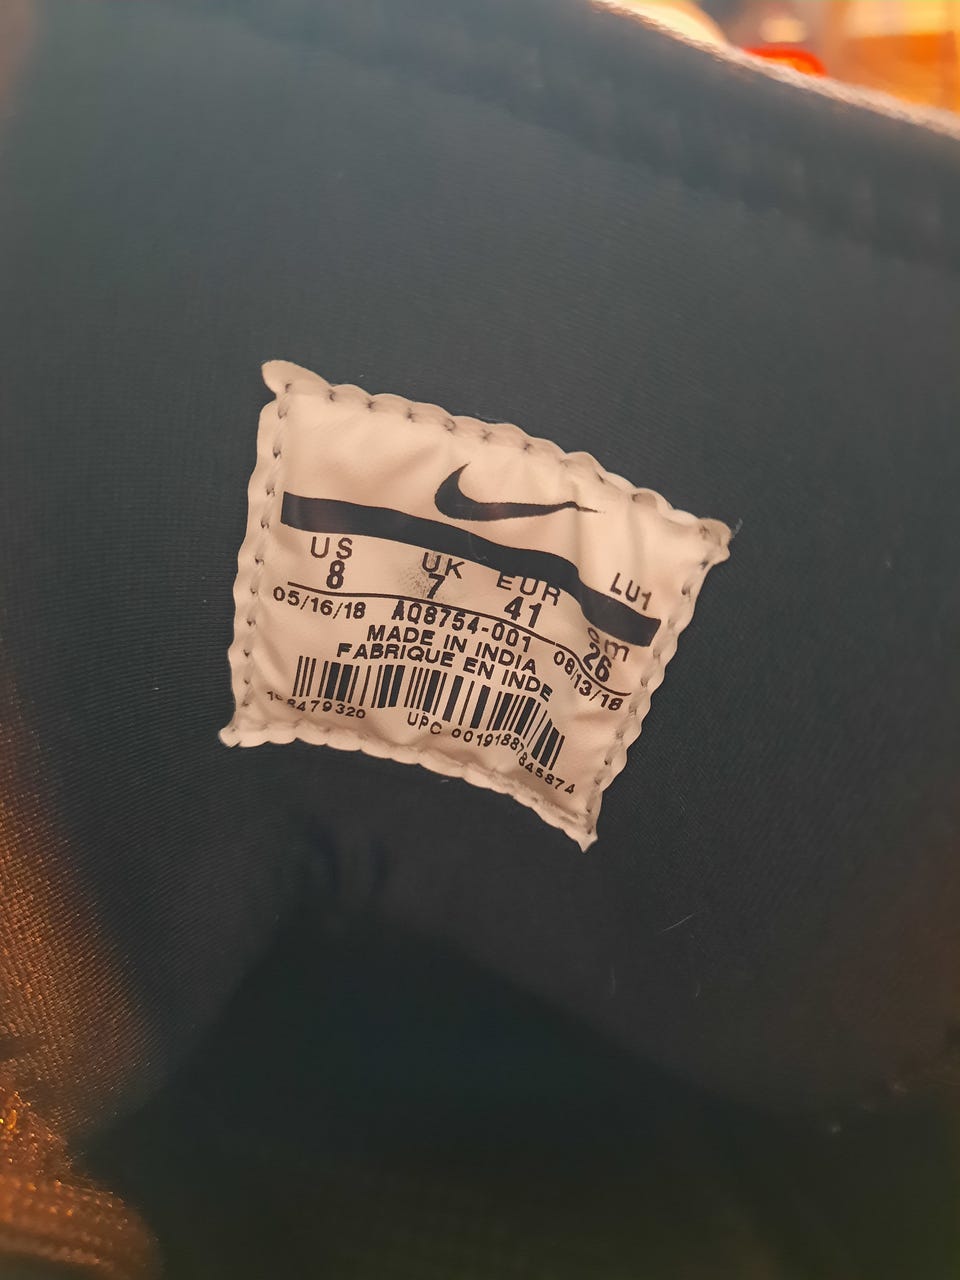 LU1
US UK EUR cm
8 7 41 26
05/16/18 AQ8754-001 08/13/18
MADE IN INDIA
FABRIQUE EN INDE
UPC 00191887845874